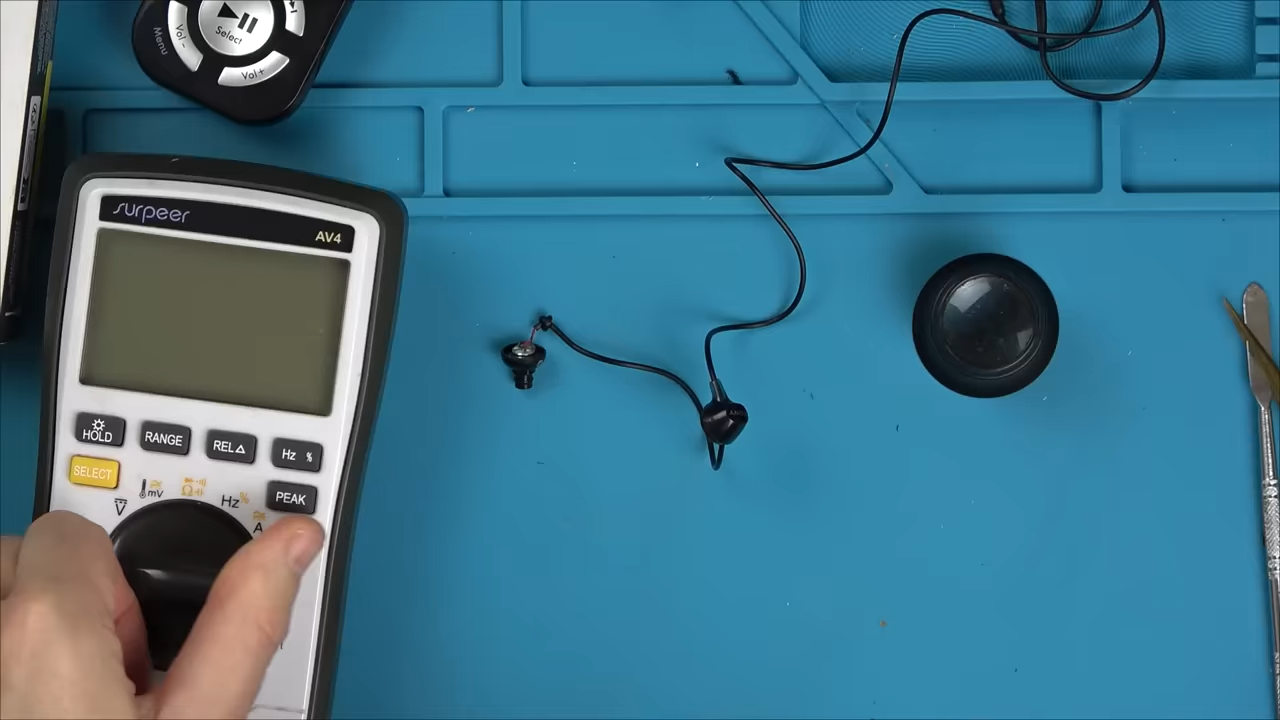 Menu
Vol -
Select
Vol+
surpeer
AV4
HOLD
RANGE
REL△
Hz %
SELECT
mV
Ω
Hz%
PEAK
V
A